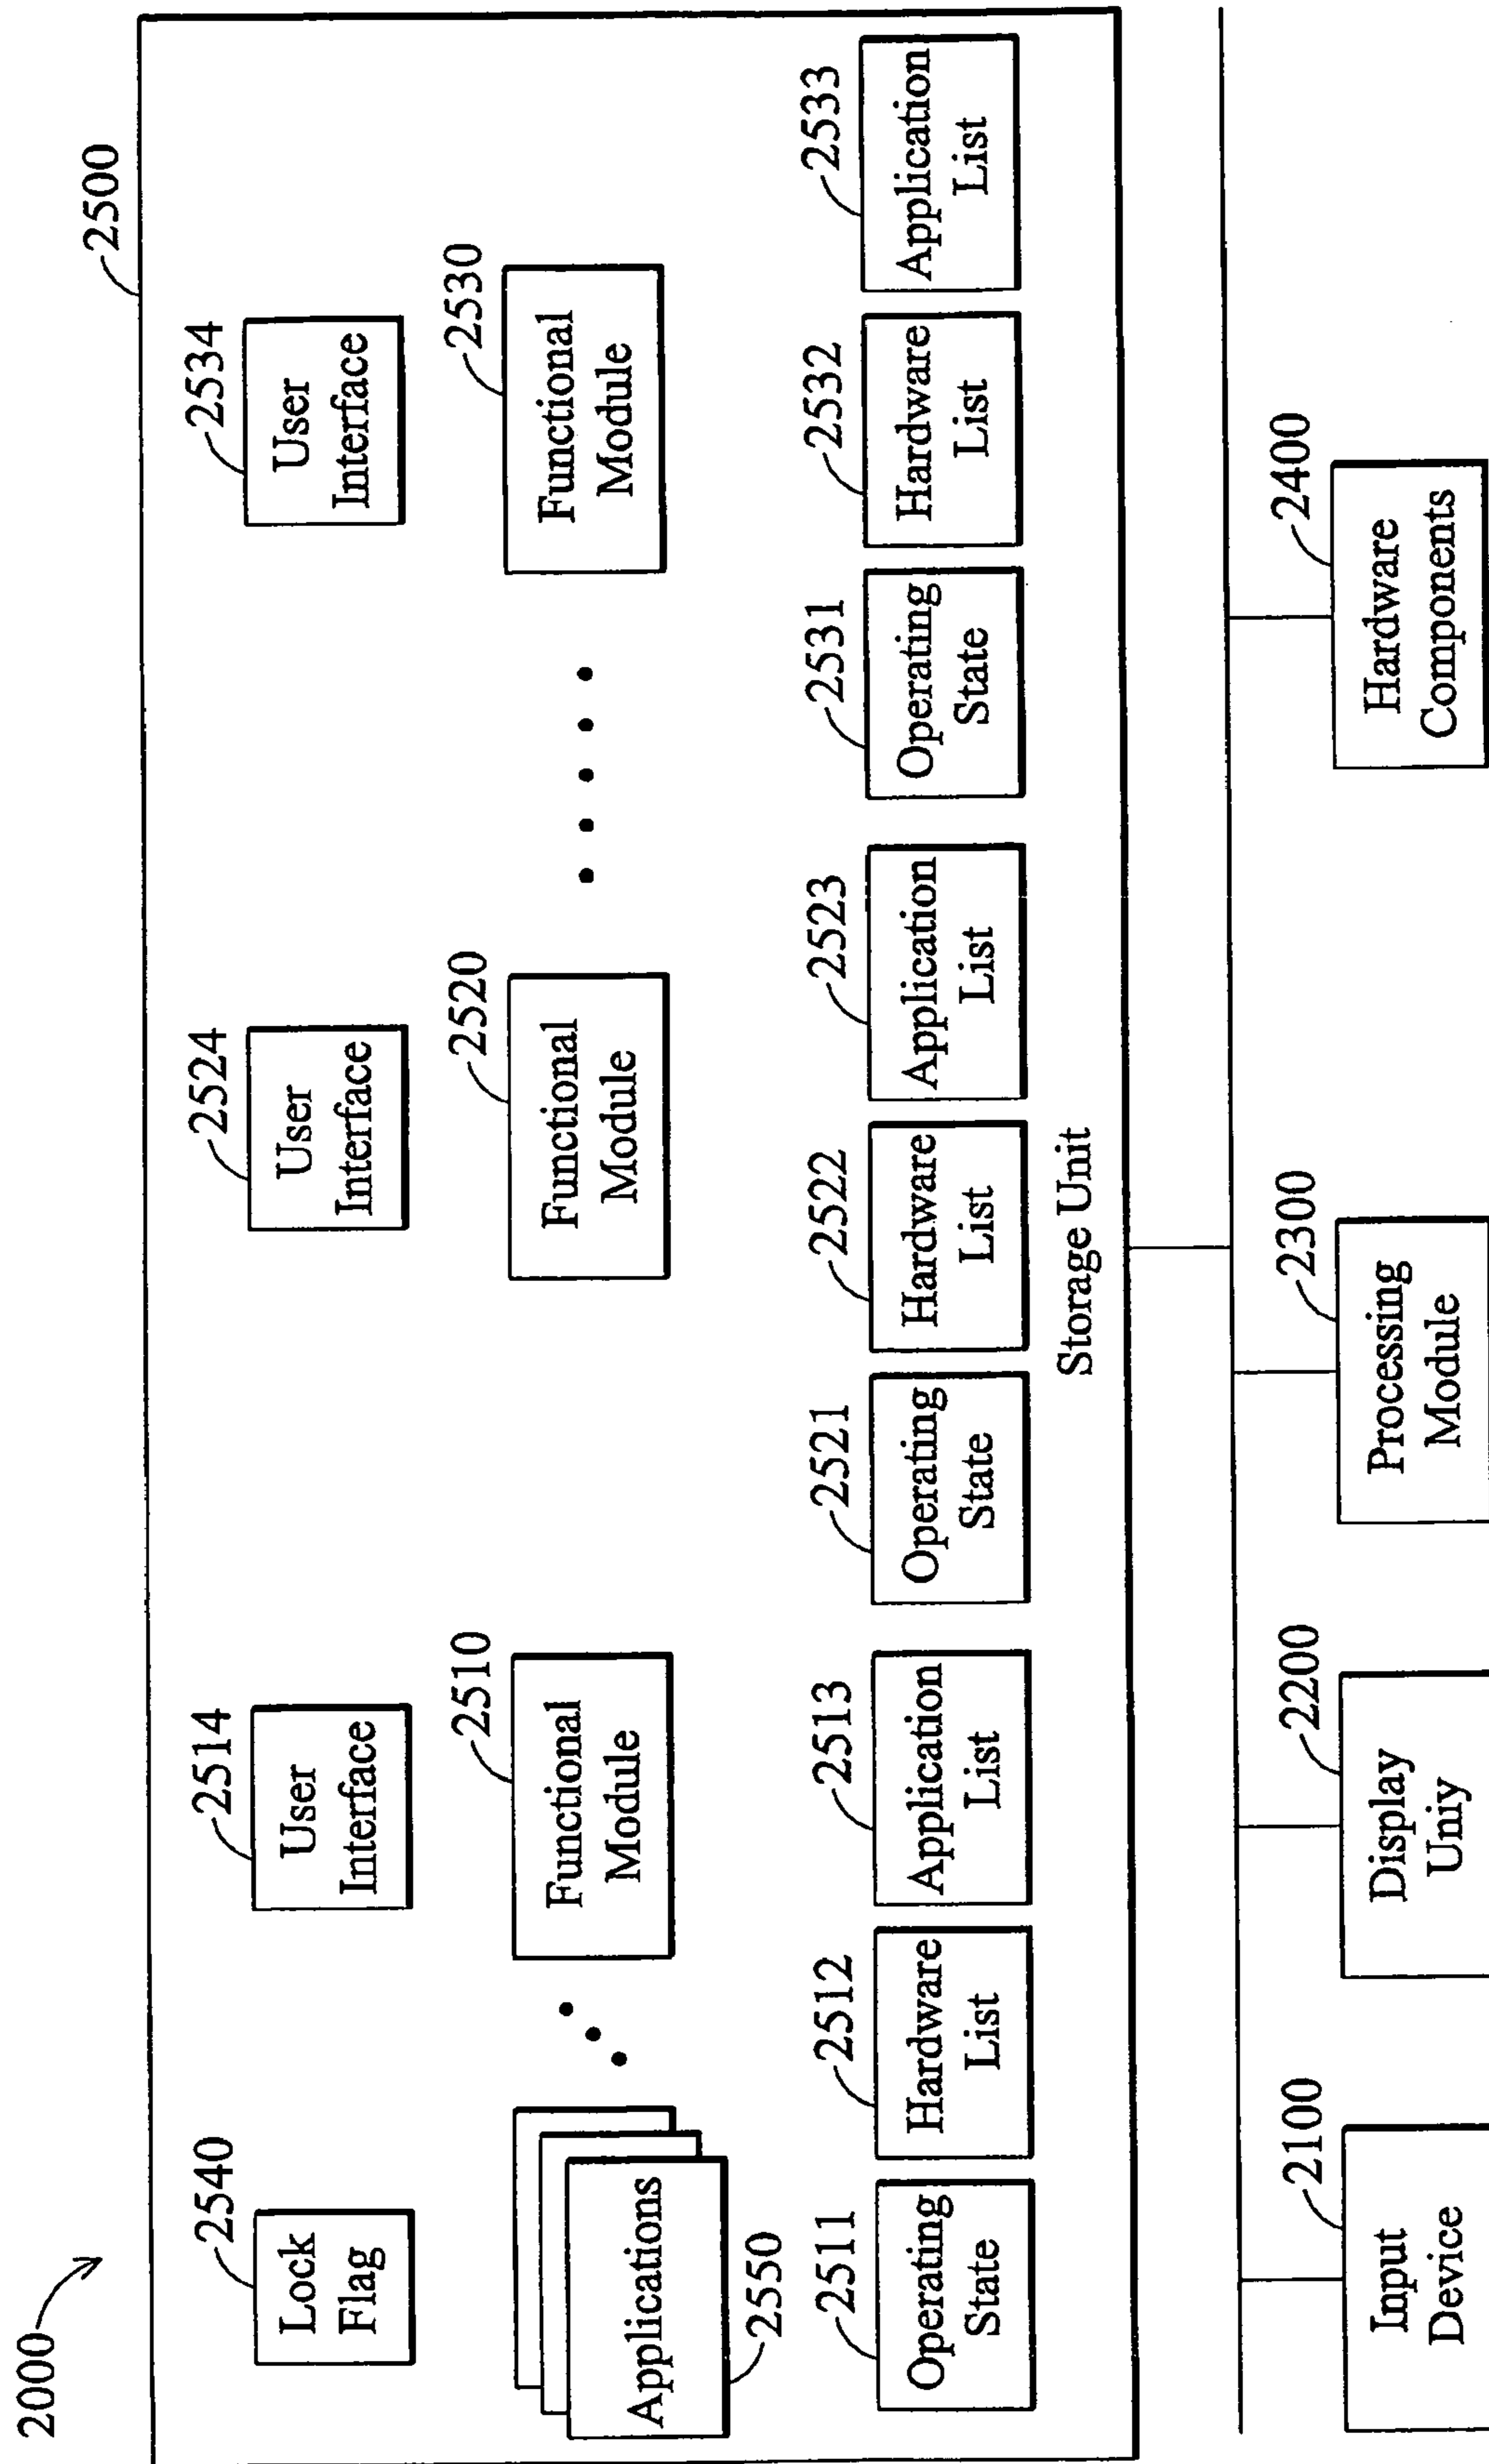 2000
2500
2540
Lock
Flag
2514
User
Interface
2524
User
Interface
2534
User
Interface
Applications
2550
2510
Functional
Module
2520
Functional
Module
2530
Functional
Module
2511
Operating
State
2512
Hardware
List
2513
Application
List
2521
Operating
State
2522
Hardware
List
2523
Application
List
2531
Operating
State
2532
Hardware
List
2533
Application
List
Storage Unit
2100
Input
Device
2200
Display
Uniy
2300
Processing
Module
2400
Hardware
Components